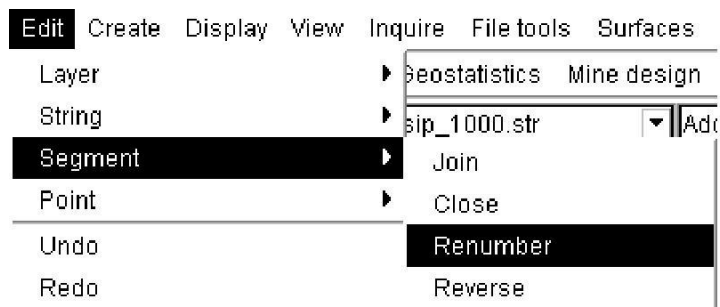 Edit Create Display View Inquire File tools Surfaces
Layer
Geostatistics Mine design
String
sip_1000.str
Segment
Join
Point
Close
Undo
Renumber
Redo
Reverse